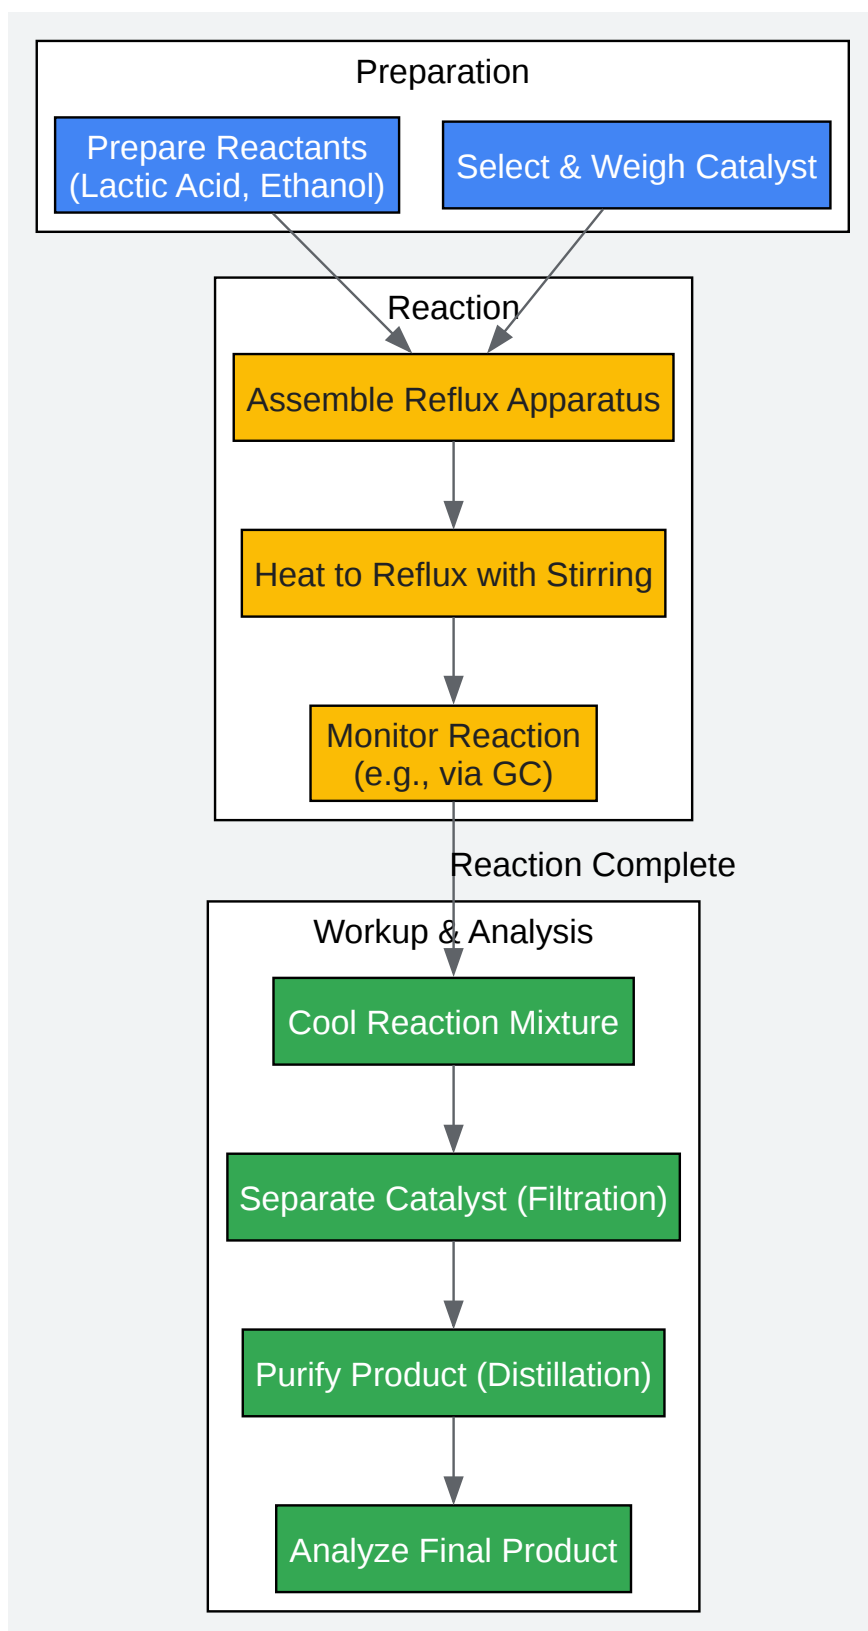 Preparation
Prepare Reactants
(Lactic Acid, Ethanol)
Select & Weigh Catalyst
Reaction
Assemble Reflux Apparatus
Heat to Reflux with Stirring
Monitor Reaction
(e.g., via GC)
Reaction Complete
Workup & Analysis
Cool Reaction Mixture
Separate Catalyst (Filtration)
Purify Product (Distillation)
Analyze Final Product